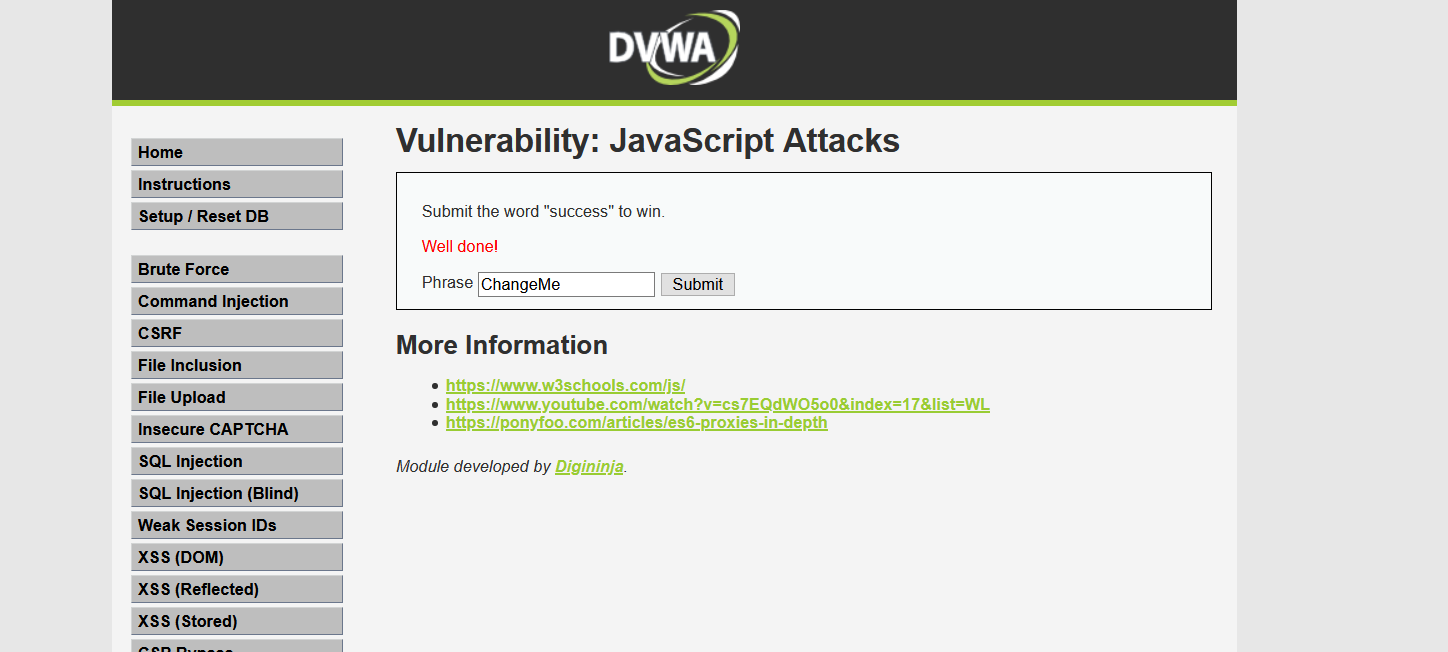 DVWA
Home
Instructions
Setup / Reset DB
Brute Force
Command Injection
CSRF
File Inclusion
File Upload
Insecure CAPTCHA
SQL Injection
SQL Injection (Blind)
Weak Session IDs
XSS (DOM)
XSS (Reflected)
XSS (Stored)
CSP Bypass
Vulnerability: JavaScript Attacks
Submit the word "success" to win.
Well done!
Phrase ChangeMe Submit
More Information
https://www.w3schools.com/js/
https://www.youtube.com/watch?v=cs7EQdWO5o0&index=17&list=WL
https://ponyfoo.com/articles/es6-proxies-in-depth
Module developed by Digininja.